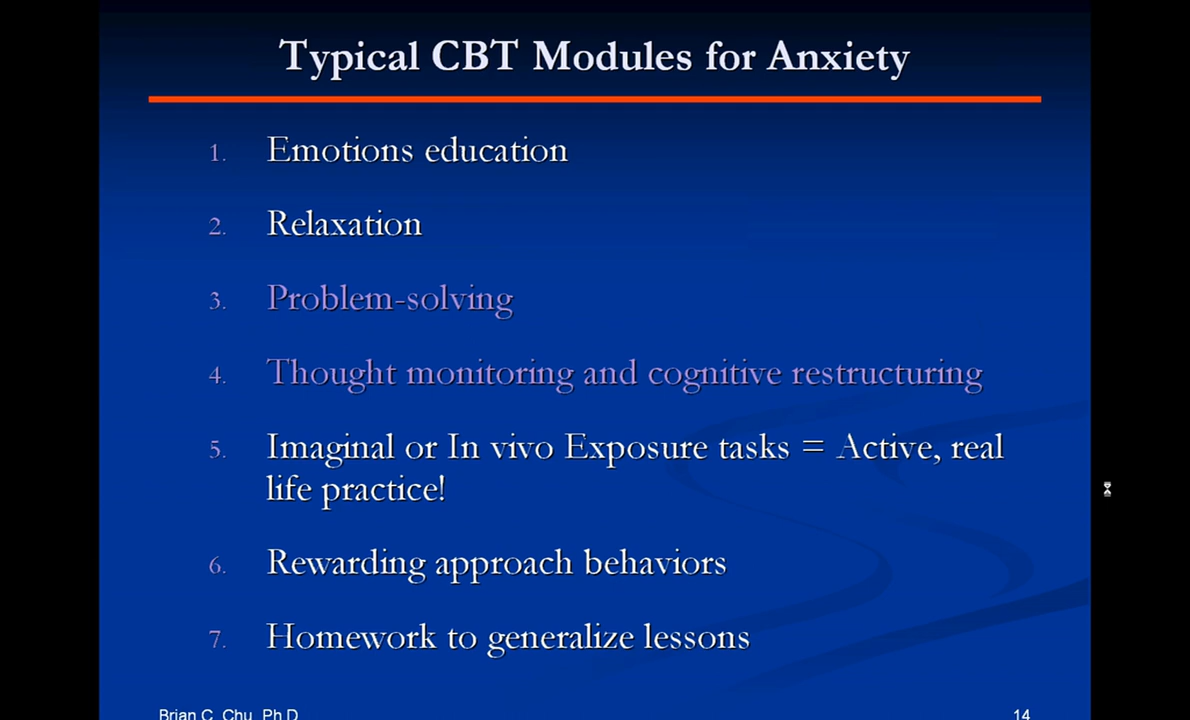 Typical CBT Modules for Anxiety
1. Emotions education
2. Relaxation
3. Problem-solving
4. Thought monitoring and cognitive restructuring
5. Imaginal or In vivo Exposure tasks = Active, real
life practice!
6. Rewarding approach behaviors
7. Homework to generalize lessons
Brian C. Chu, Ph.D.
14